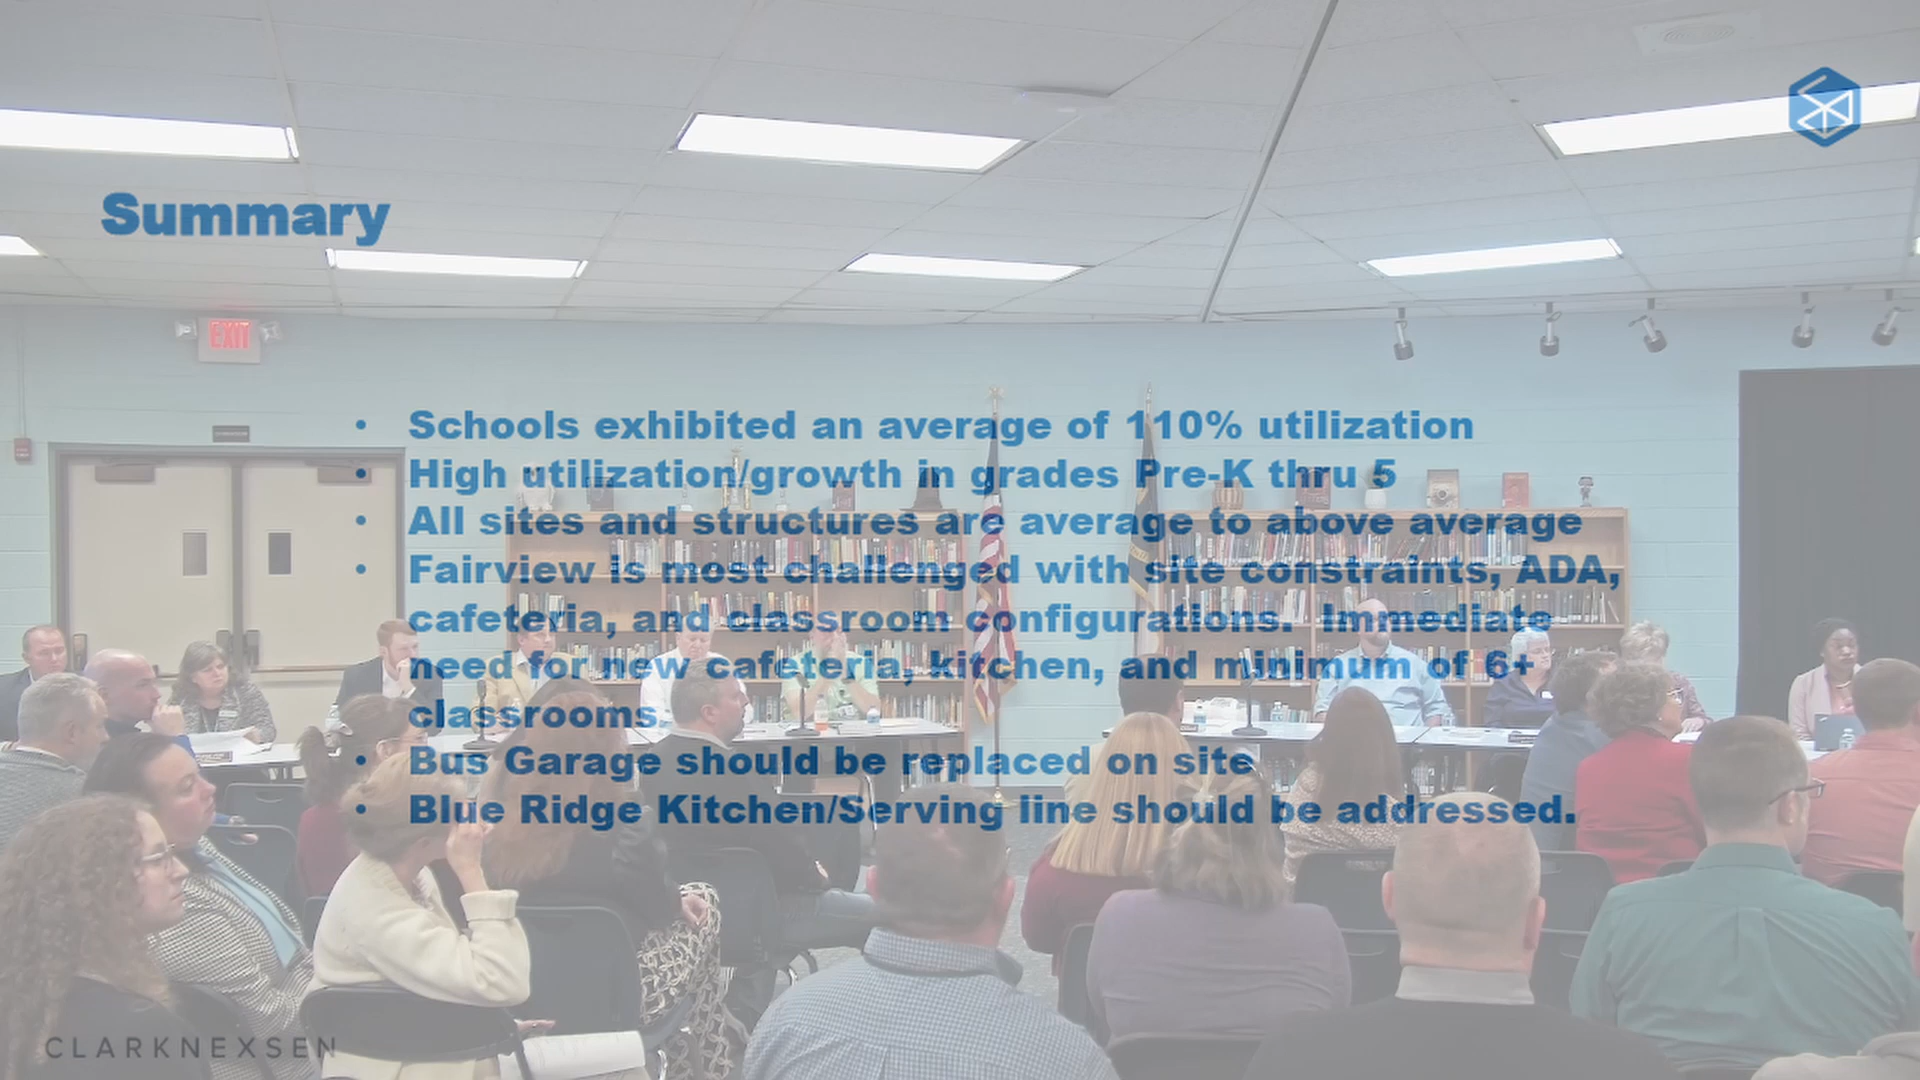 EXIT
Summary
• Schools exhibited an average of 110% utilization
• High utilization/growth in grades Pre-K thru 5
• All sites and structures are average to above average
• Fairview is most challenged with site constraints, ADA,
cafeteria, and classroom configurations. Immediate
need for new cafeteria, kitchen, and minimum of 6+
classrooms.
• Bus Garage should be replaced on site
• Blue Ridge Kitchen/Serving line should be addressed.
CLARKNEXSEN